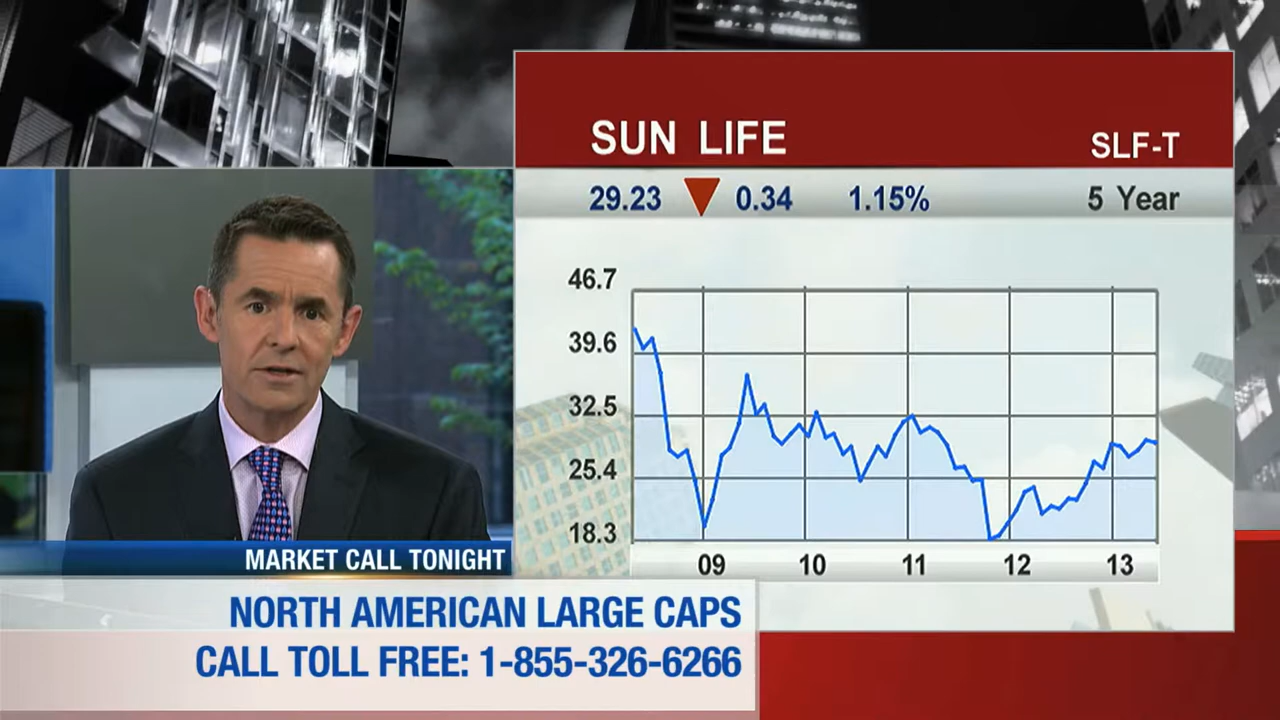 SUN LIFE
SLF-T
29.23 0.34 1.15% 5 Year
46.7
39.6
32.5
25.4
18.3
09 10 11 12 13
MARKET CALL TONIGHT
NORTH AMERICAN LARGE CAPS
CALL TOLL FREE: 1-855-326-6266